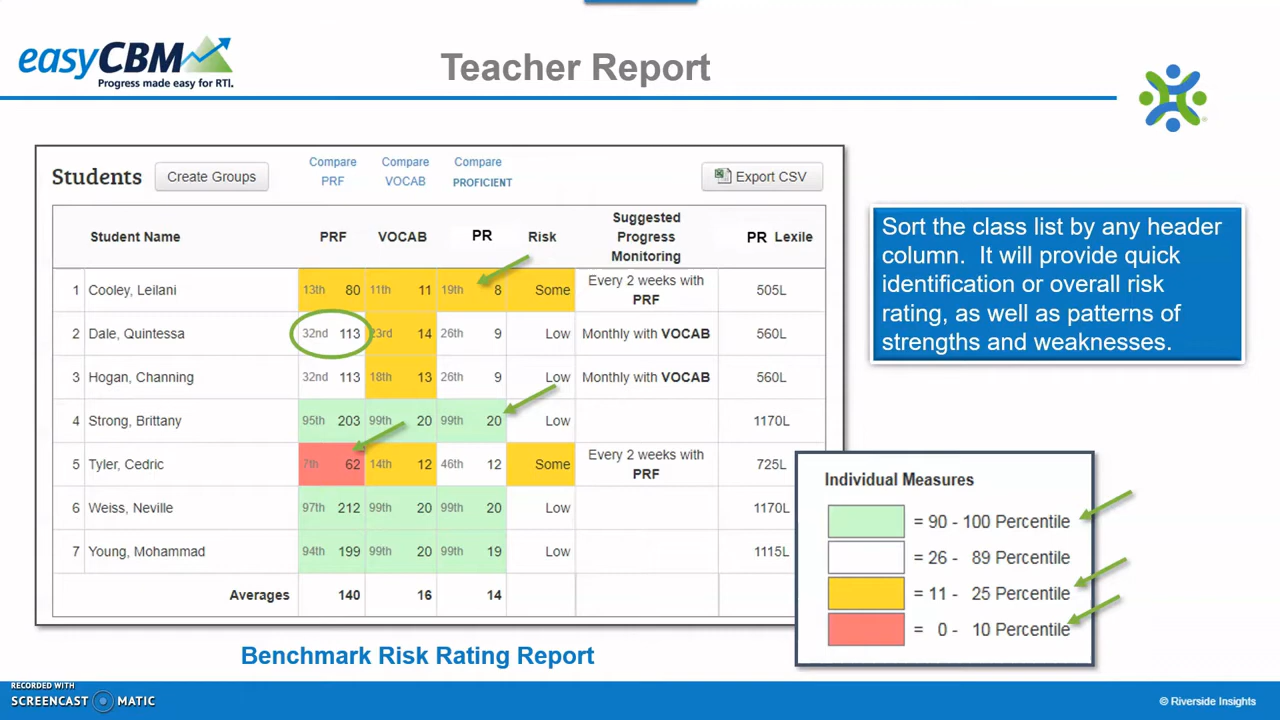 easyCBM
Progress made easy for RTI.
Teacher Report
Students
Create Groups
Compare PRF
Compare VOCAB
Compare PROFICIENT
Export CSV
Student Name PRF VOCAB PR Risk Suggested Progress Monitoring PR Lexile
1 Cooley, Leilani 13th 80 11th 11 19th 8 Some Every 2 weeks with PRF 505L
2 Dale, Quintessa 32nd 113 23rd 14 26th 9 Low Monthly with VOCAB 560L
3 Hogan, Channing 32nd 113 18th 13 26th 9 Low Monthly with VOCAB 560L
4 Strong, Brittany 95th 203 99th 20 99th 20 Low 1170L
5 Tyler, Cedric 7th 62 14th 12 46th 12 Some Every 2 weeks with PRF 725L
6 Weiss, Neville 97th 212 99th 20 99th 20 Low 1170L
7 Young, Mohammad 94th 199 99th 20 99th 19 Low 1115L
Averages 140 16 14
Sort the class list by any header
column. It will provide quick
identification or overall risk
rating, as well as patterns of
strengths and weaknesses.
Individual Measures
= 90 - 100 Percentile
= 26 - 89 Percentile
= 11 - 25 Percentile
= 0 - 10 Percentile
Benchmark Risk Rating Report
RECORDED WITH
SCREENCAST MATIC
© Riverside Insights